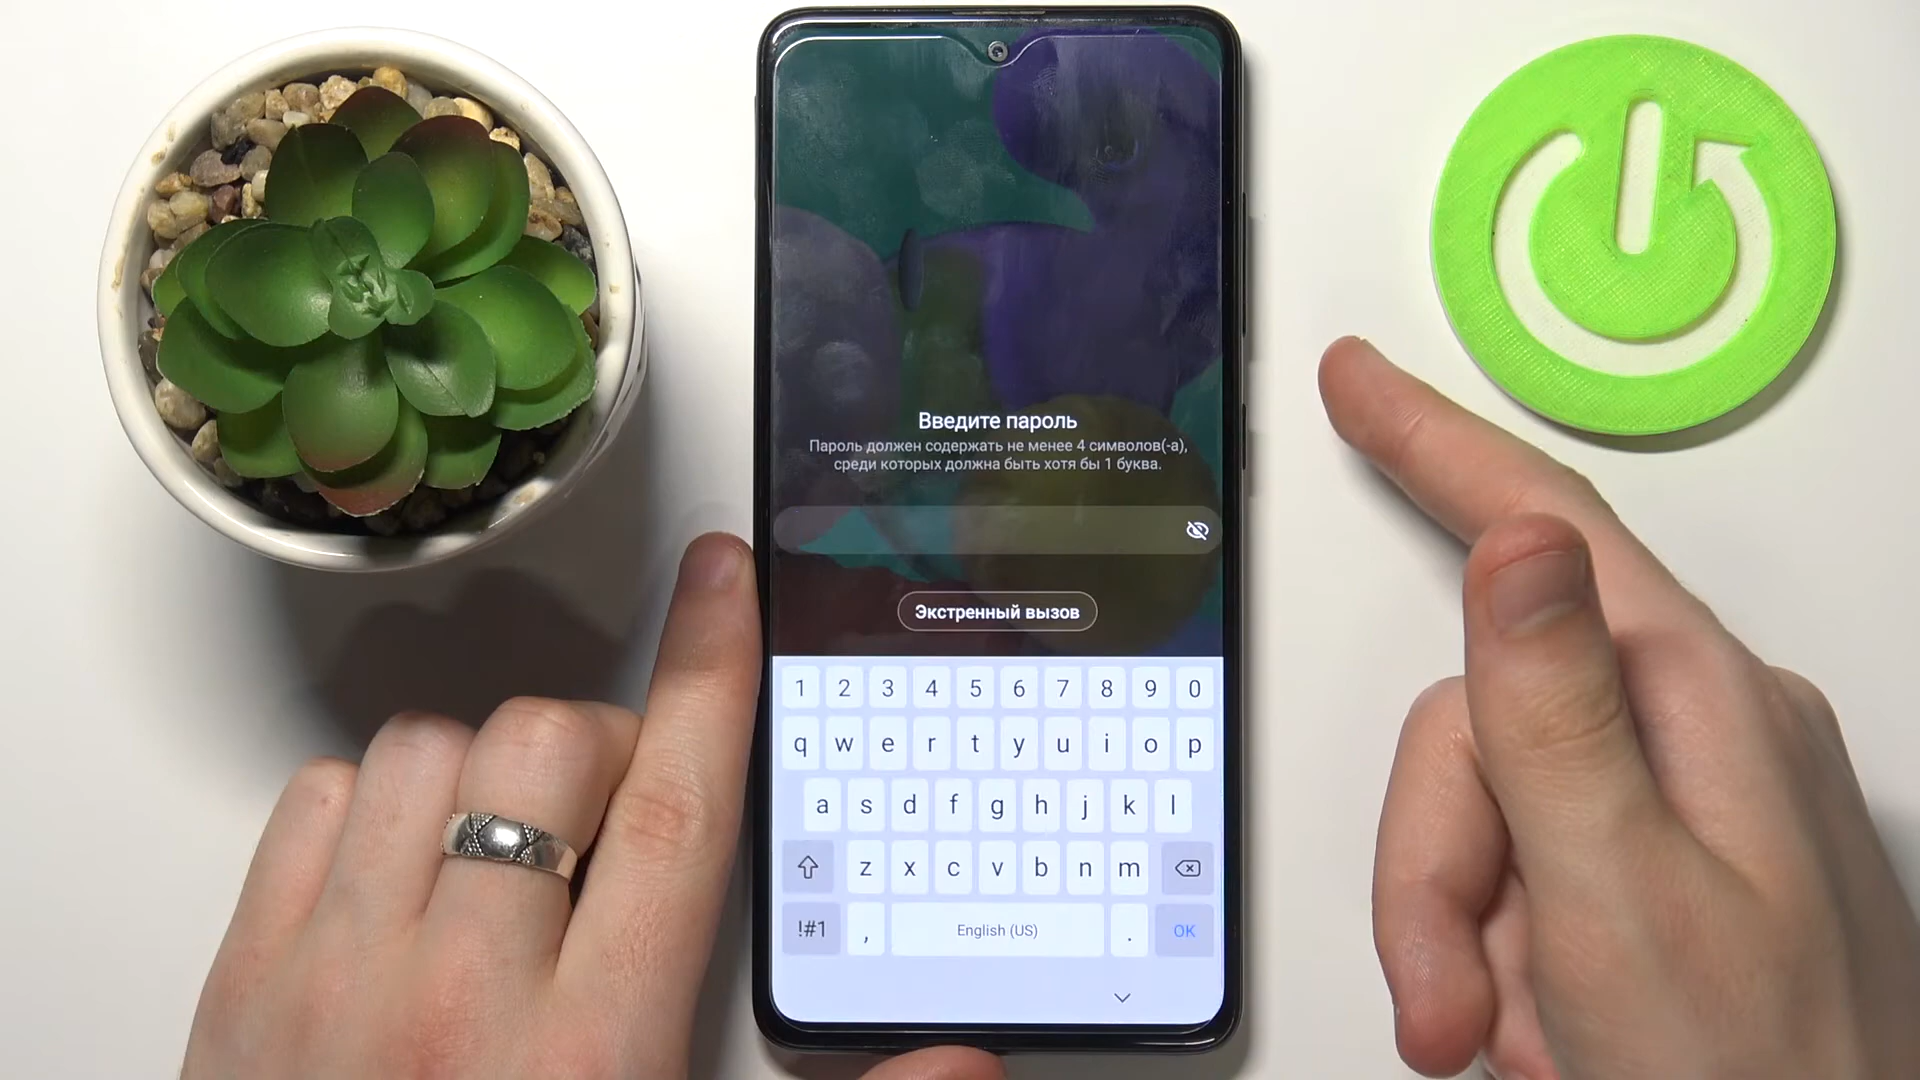 Введите пароль
Пароль должен содержать не менее 4 символов(-а),
среди которых должна быть хотя бы 1 буква.
Экстренный вызов
1 2 3 4 5 6 7 8 9 0
q w e r t y u i o p
a s d f g h j k l
z x c v b n m
!#1 , English (US) . OK